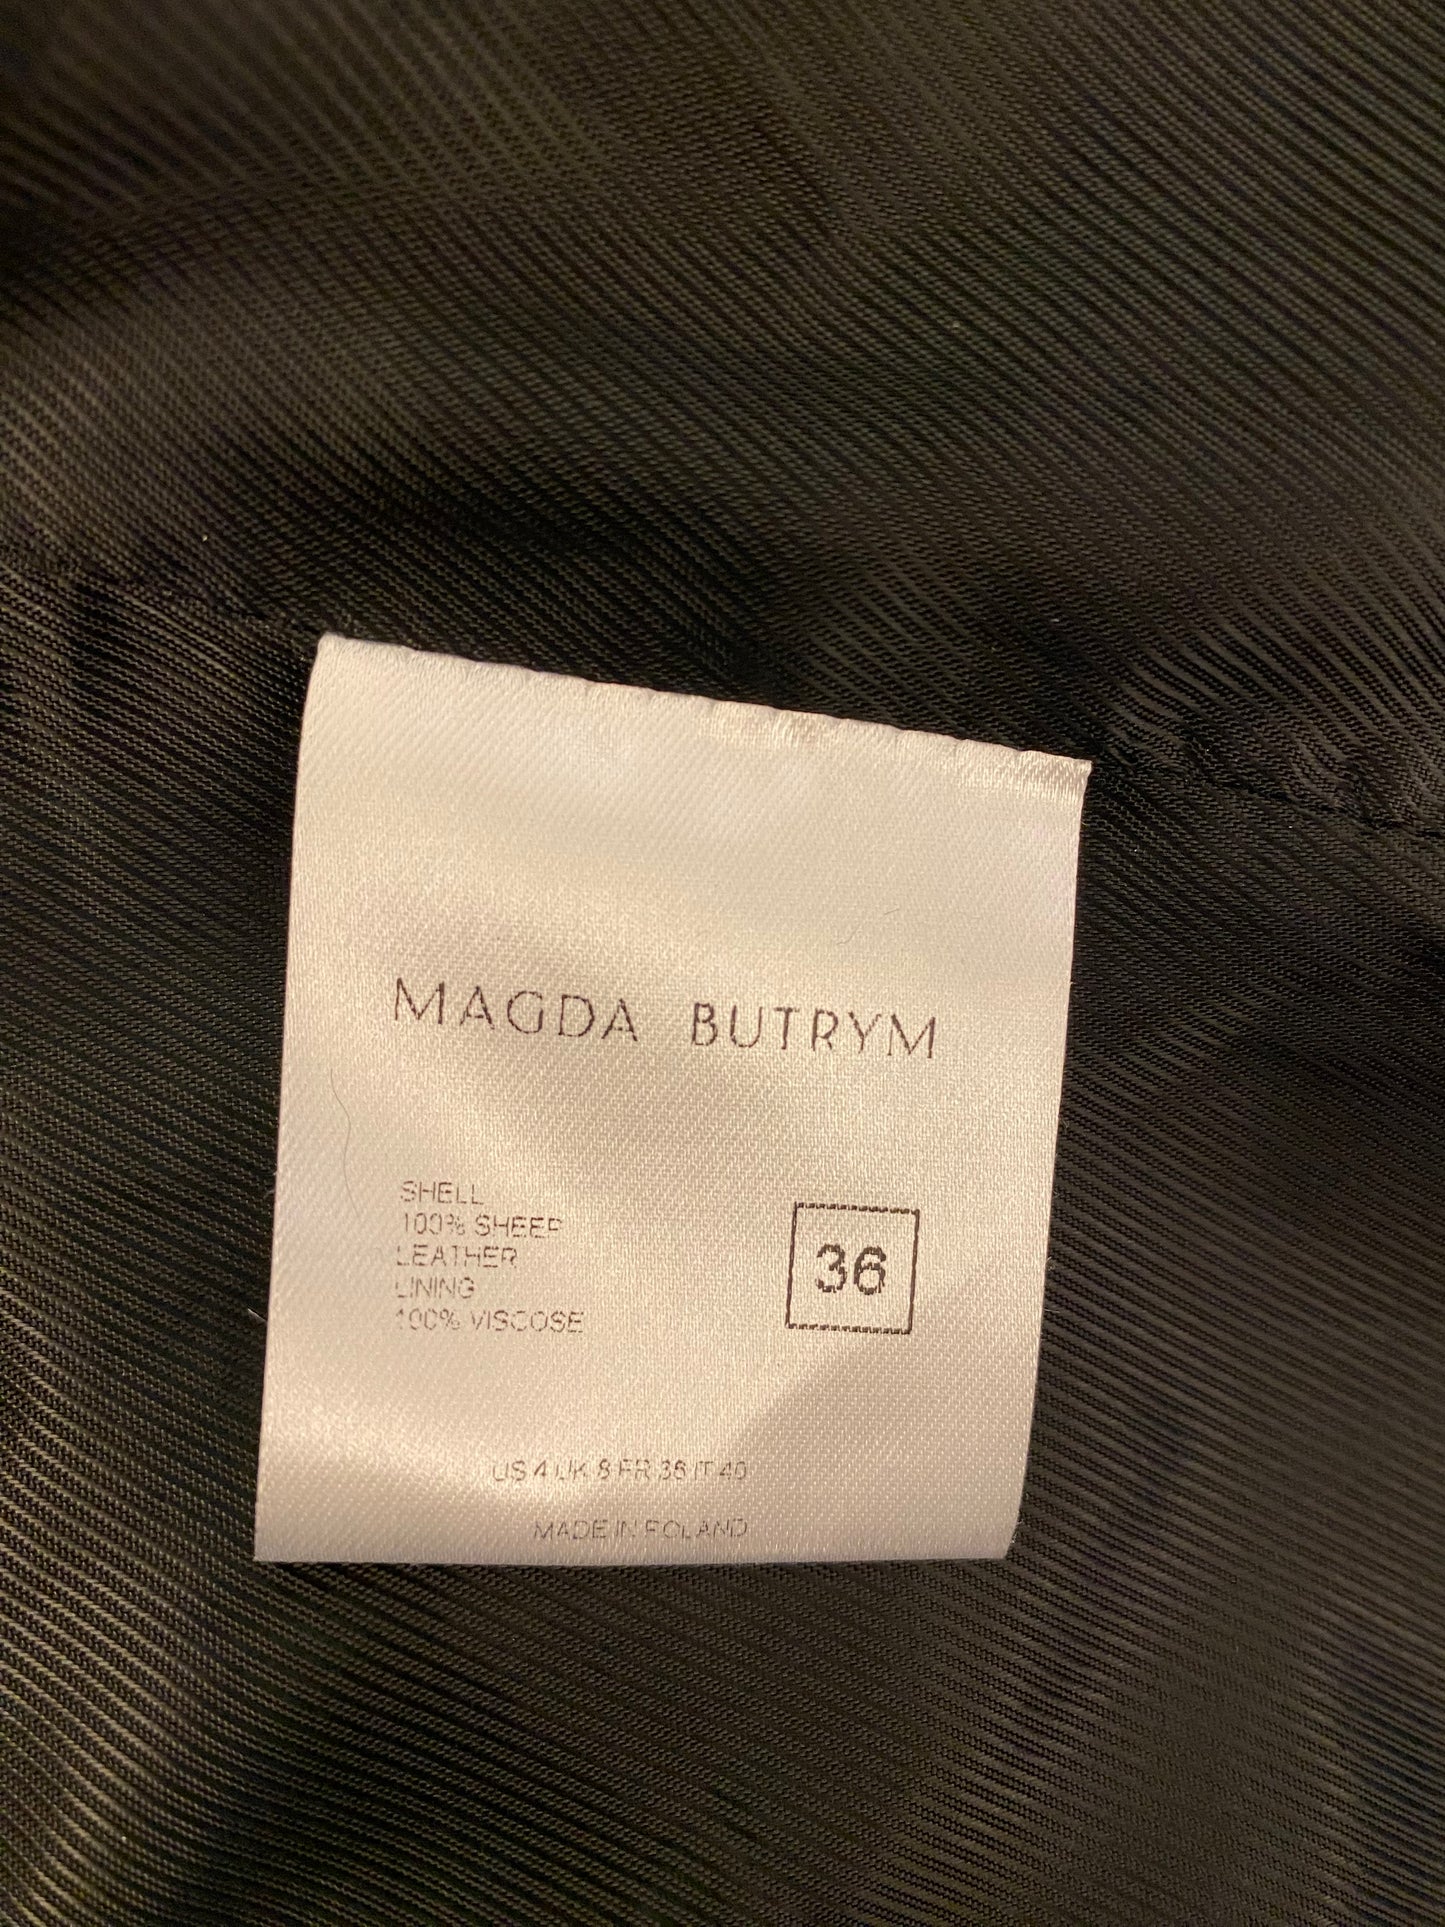 MAGDA BUTRYM
SHELL
100% SHEEP
LEATHER
LINING
100% VISCOSE
36
US 4 UK 8 FR 36 IT 40
MADE IN POLAND